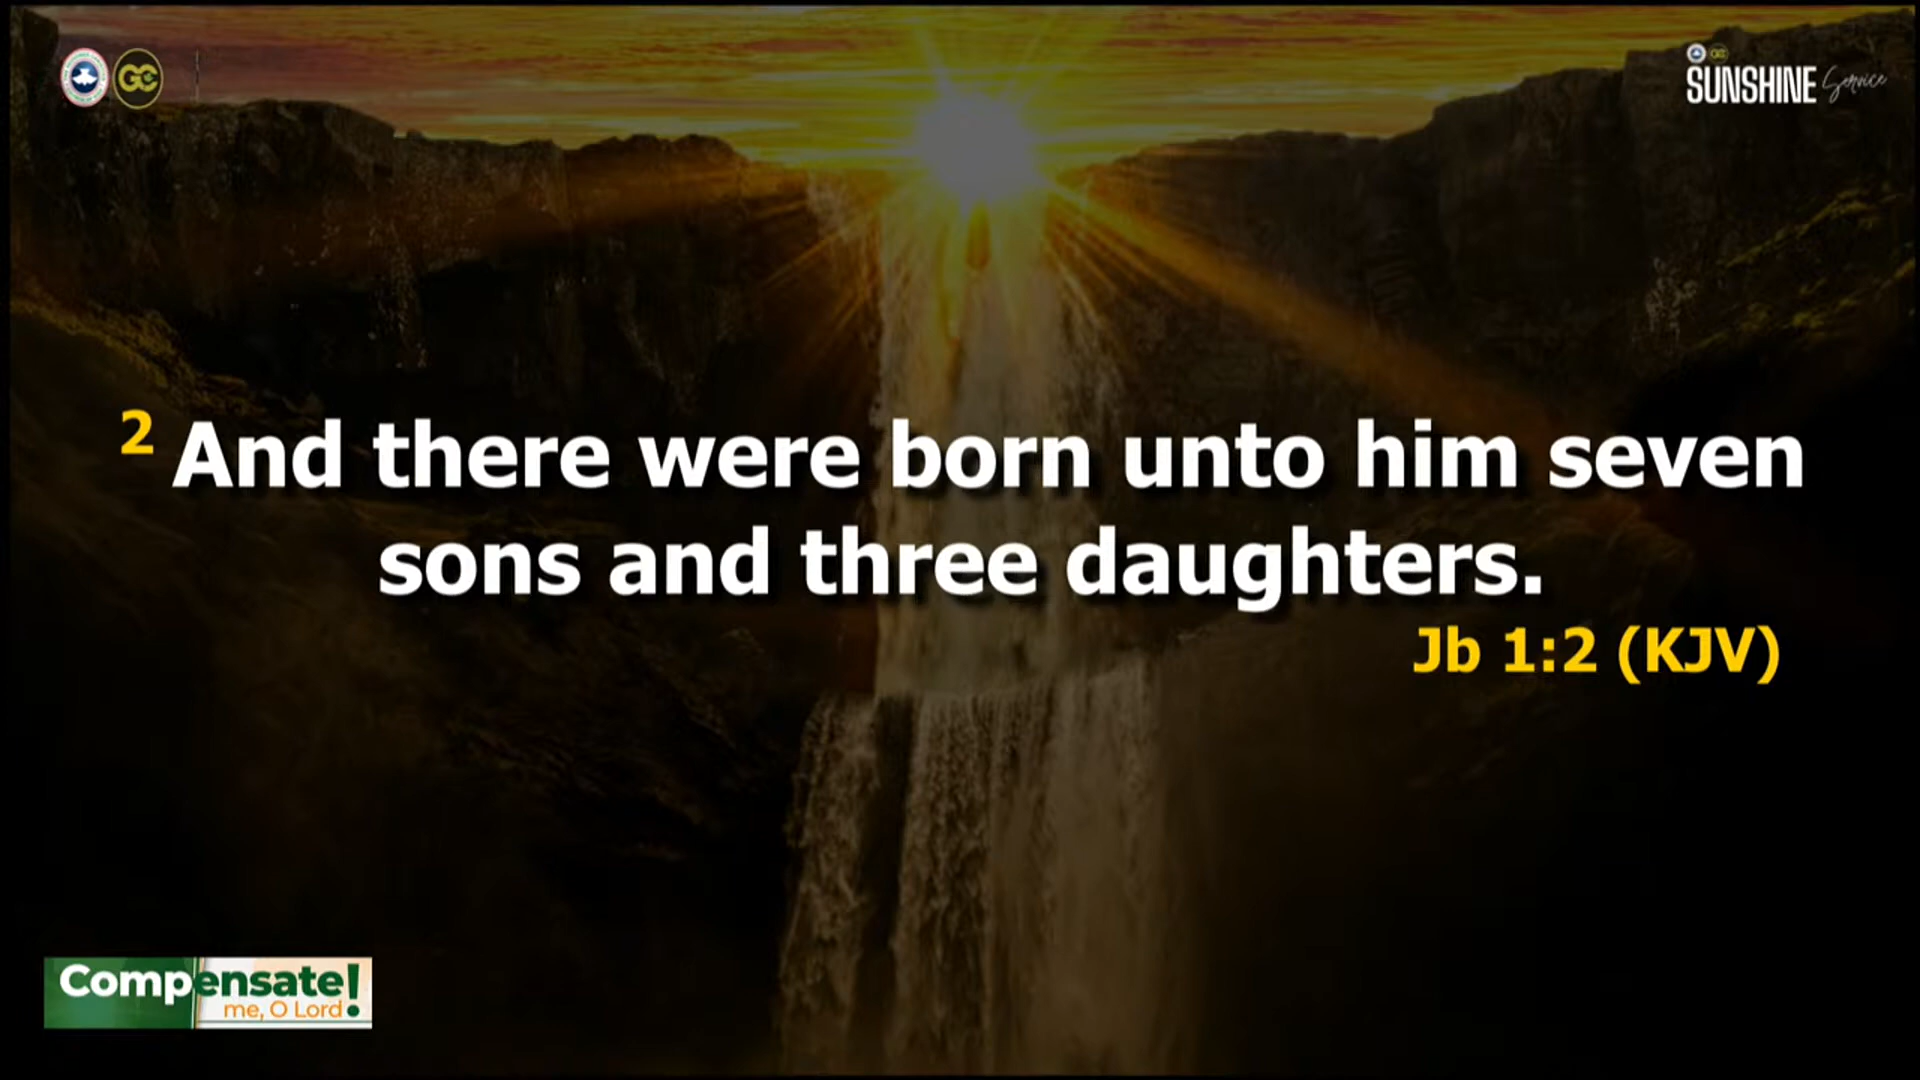 GC
SUNSHINE Service
2 And there were born unto him seven
sons and three daughters.
Jb 1:2 (KJV)
Compensate!
me, O Lord